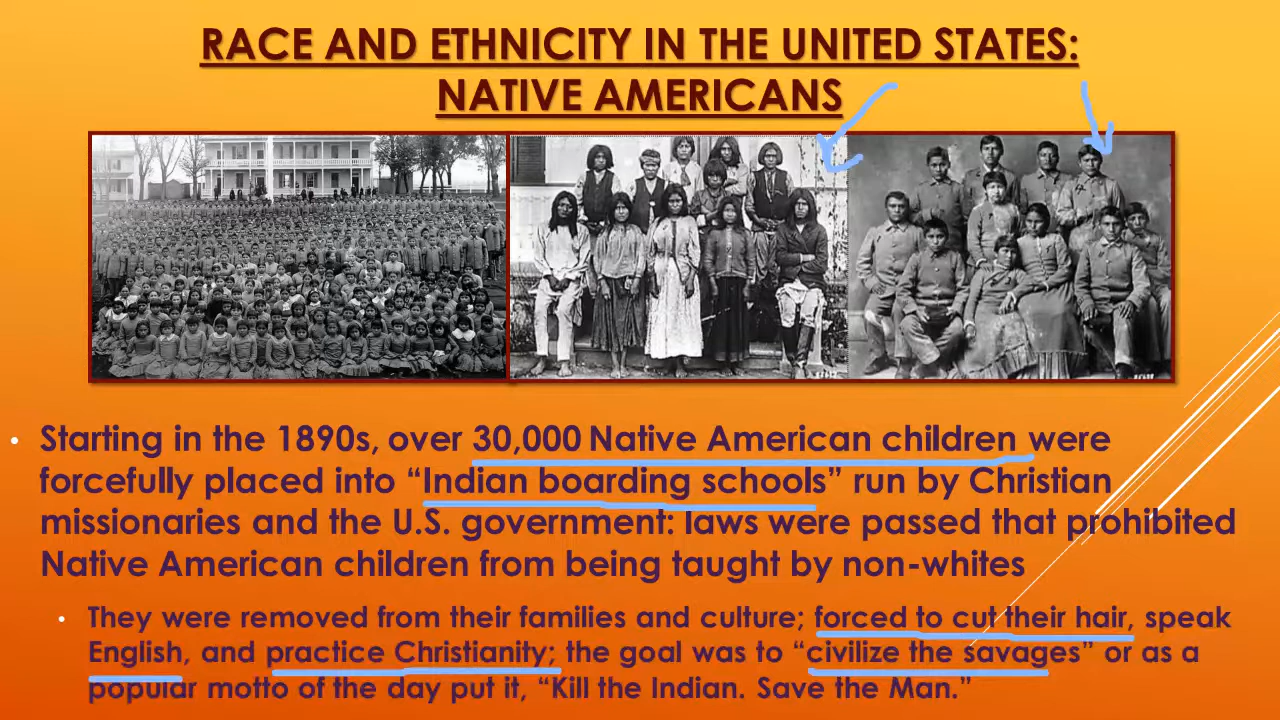 RACE AND ETHNICITY IN THE UNITED STATES:
NATIVE AMERICANS
• Starting in the 1890s, over 30,000 Native American children were
forcefully placed into “Indian boarding schools” run by Christian
missionaries and the U.S. government: laws were passed that prohibited
Native American children from being taught by non-whites
• They were removed from their families and culture; forced to cut their hair, speak
English, and practice Christianity; the goal was to “civilize the savages” or as a
popular motto of the day put it, “Kill the Indian. Save the Man.”